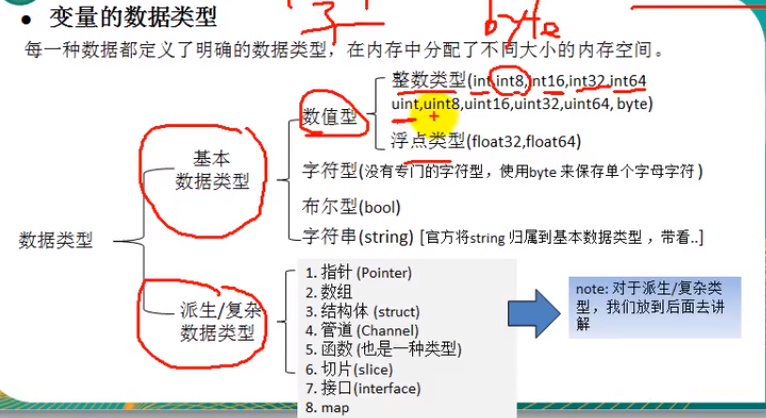 3
byte
• 变量的数据类型
每一种数据都定义了明确的数据类型，在内存中分配了不同大小的内存空间。
整数类型(int,int8,int16,int32,int64
uint,uint8,uint16,uint32,uint64, byte)
数值型
浮点类型(float32,float64)
基本
数据类型
字符型(没有专门的字符型，使用byte 来保存单个字母字符)
布尔型(bool)
字符串(string) [官方将string 归属到基本数据类型 ，带看..]
数据类型
派生/复杂
数据类型
1. 指针 (Pointer)
2. 数组
3. 结构体 (struct)
4. 管道 (Channel)
5. 函数 (也是一种类型)
6. 切片(slice)
7. 接口(interface)
8. map
note: 对于派生/复杂类
型，我们放到后面去讲
解